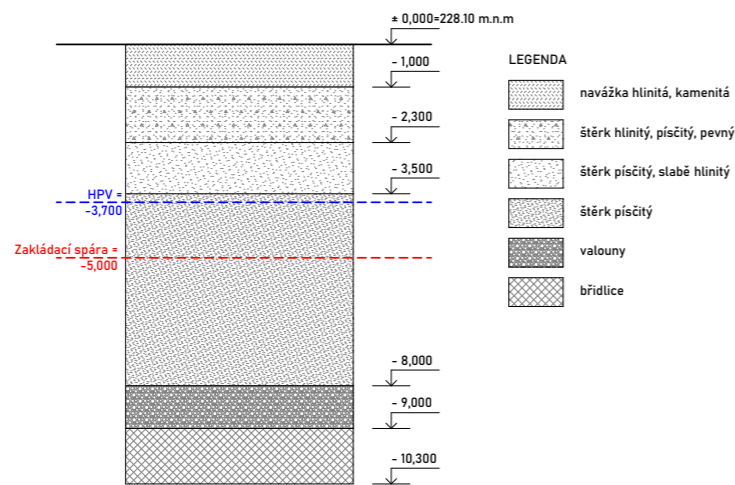 ± 0,000=228.10 m.n.m
- 1,000
- 2,300
- 3,500
HPV =
-3,700
Zakládací spára =
-5,000
- 8,000
- 9,000
- 10,300
LEGENDA
navážka hlinitá, kamenitá
štěrk hlinitý, písčitý, pevný
štěrk písčitý, slabě hlinitý
štěrk písčitý
valouny
břidlice